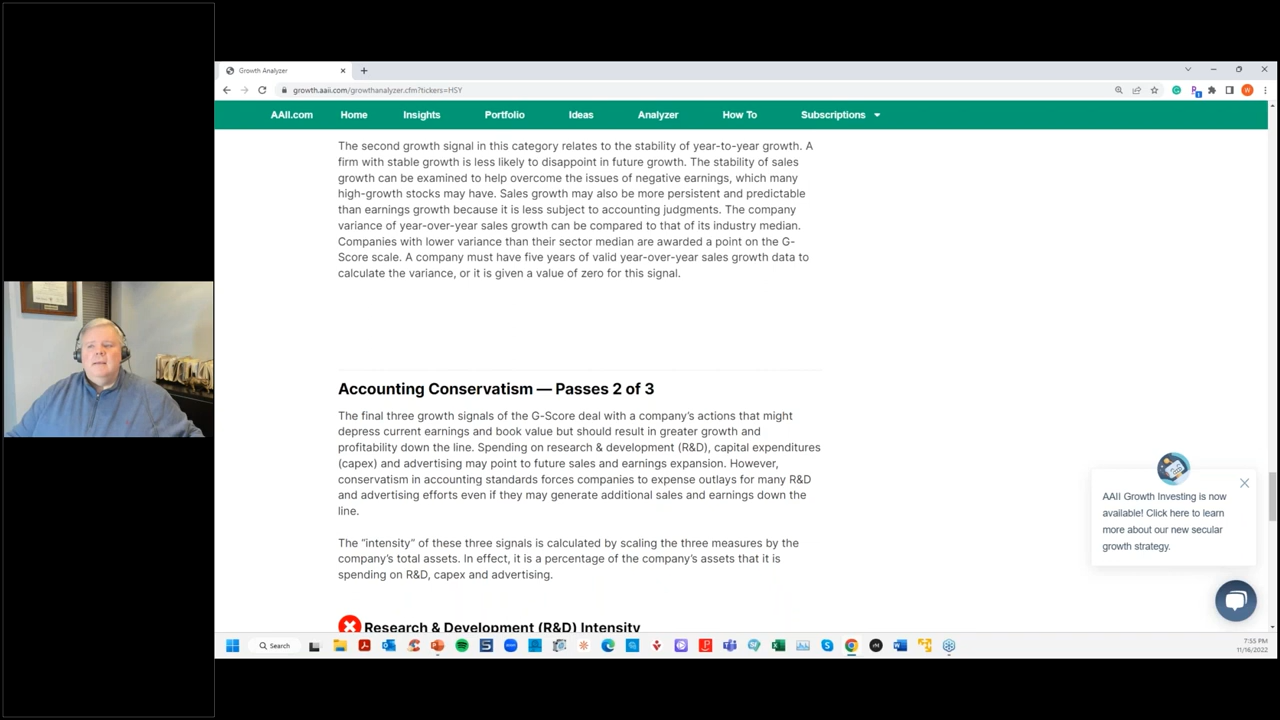 Growth Analyzer
growth.aaii.com/growthanalyzer.cfm?tickers=HSY
AAII.com Home Insights Portfolio Ideas Analyzer How To Subscriptions
The second growth signal in this category relates to the stability of year-to-year growth. A
firm with stable growth is less likely to disappoint in future growth. The stability of sales
growth can be examined to help overcome the issues of negative earnings, which many
high-growth stocks may have. Sales growth may also be more persistent and predictable
than earnings growth because it is less subject to accounting judgments. The company
variance of year-over-year sales growth can be compared to that of its industry median.
Companies with lower variance than their sector median are awarded a point on the G-
Score scale. A company must have five years of valid year-over-year sales growth data to
calculate the variance, or it is given a value of zero for this signal.
Accounting Conservatism — Passes 2 of 3
The final three growth signals of the G-Score deal with a company's actions that might
depress current earnings and book value but should result in greater growth and
profitability down the line. Spending on research & development (R&D), capital expenditures
(capex) and advertising may point to future sales and earnings expansion. However,
conservatism in accounting standards forces companies to expense outlays for many R&D
and advertising efforts even if they may generate additional sales and earnings down the
line.
The "intensity" of these three signals is calculated by scaling the three measures by the
company's total assets. In effect, it is a percentage of the company's assets that it is
spending on R&D, capex and advertising.
Research & Development (R&D) Intensity
AAII Growth Investing is now
available! Click here to learn
more about our new secular
growth strategy.
Search
7:55 PM
11/16/2022